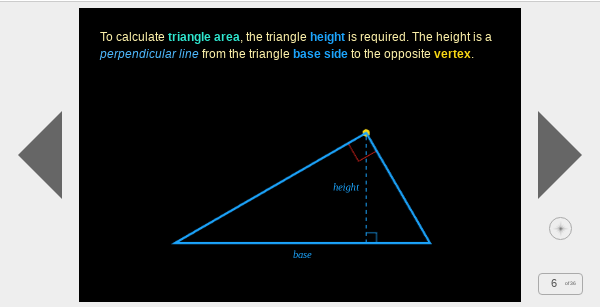 To calculate triangle area, the triangle height is required. The height is a
perpendicular line from the triangle base side to the opposite vertex.
height
base
6 of 36